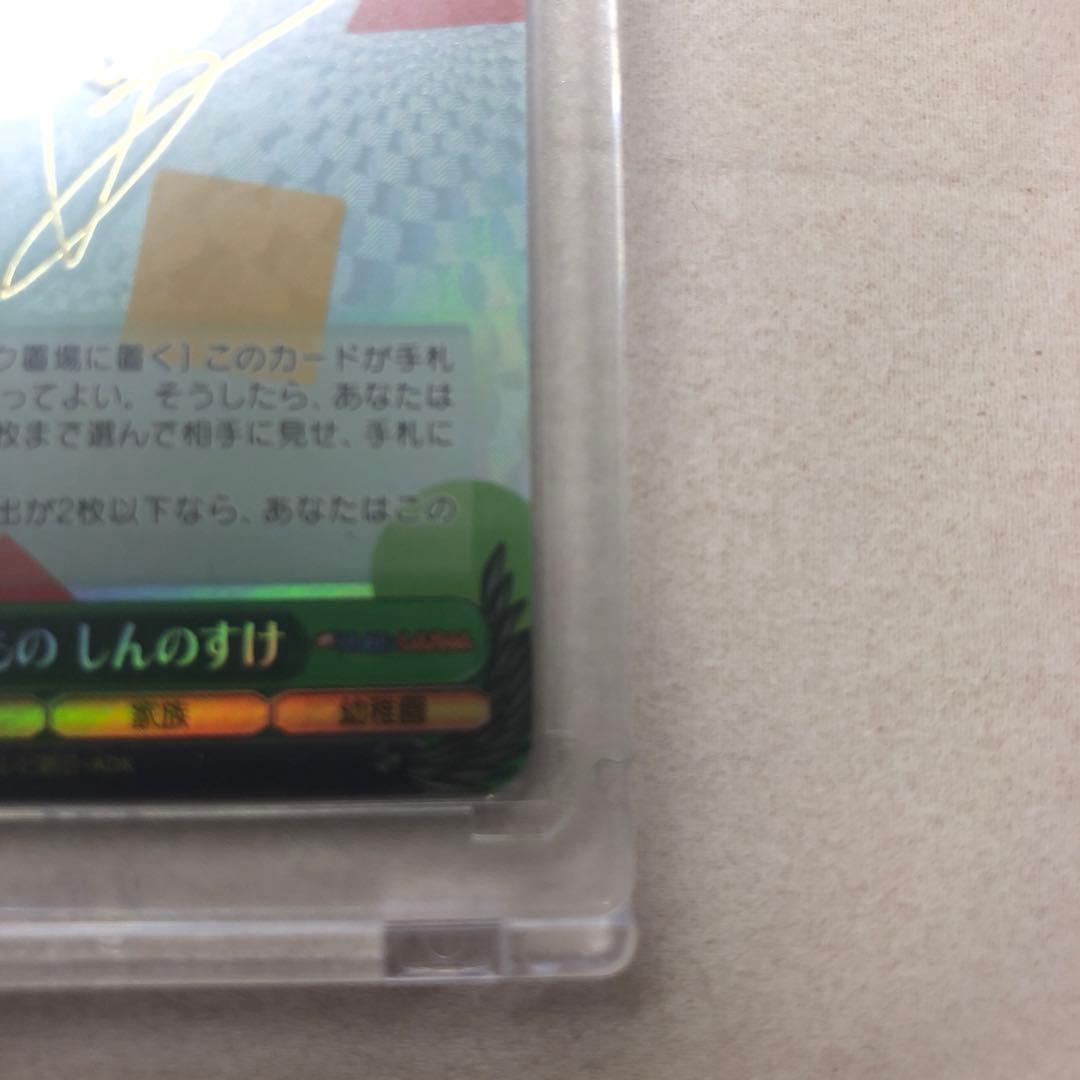 ク置場に置く］このカードが手札
ってよい。そうしたら、あなたは
枚まで選んで相手に見せ、手札に
出が2枚以下なら、あなたはこの
もの しんのすけ
家族 幼稚園